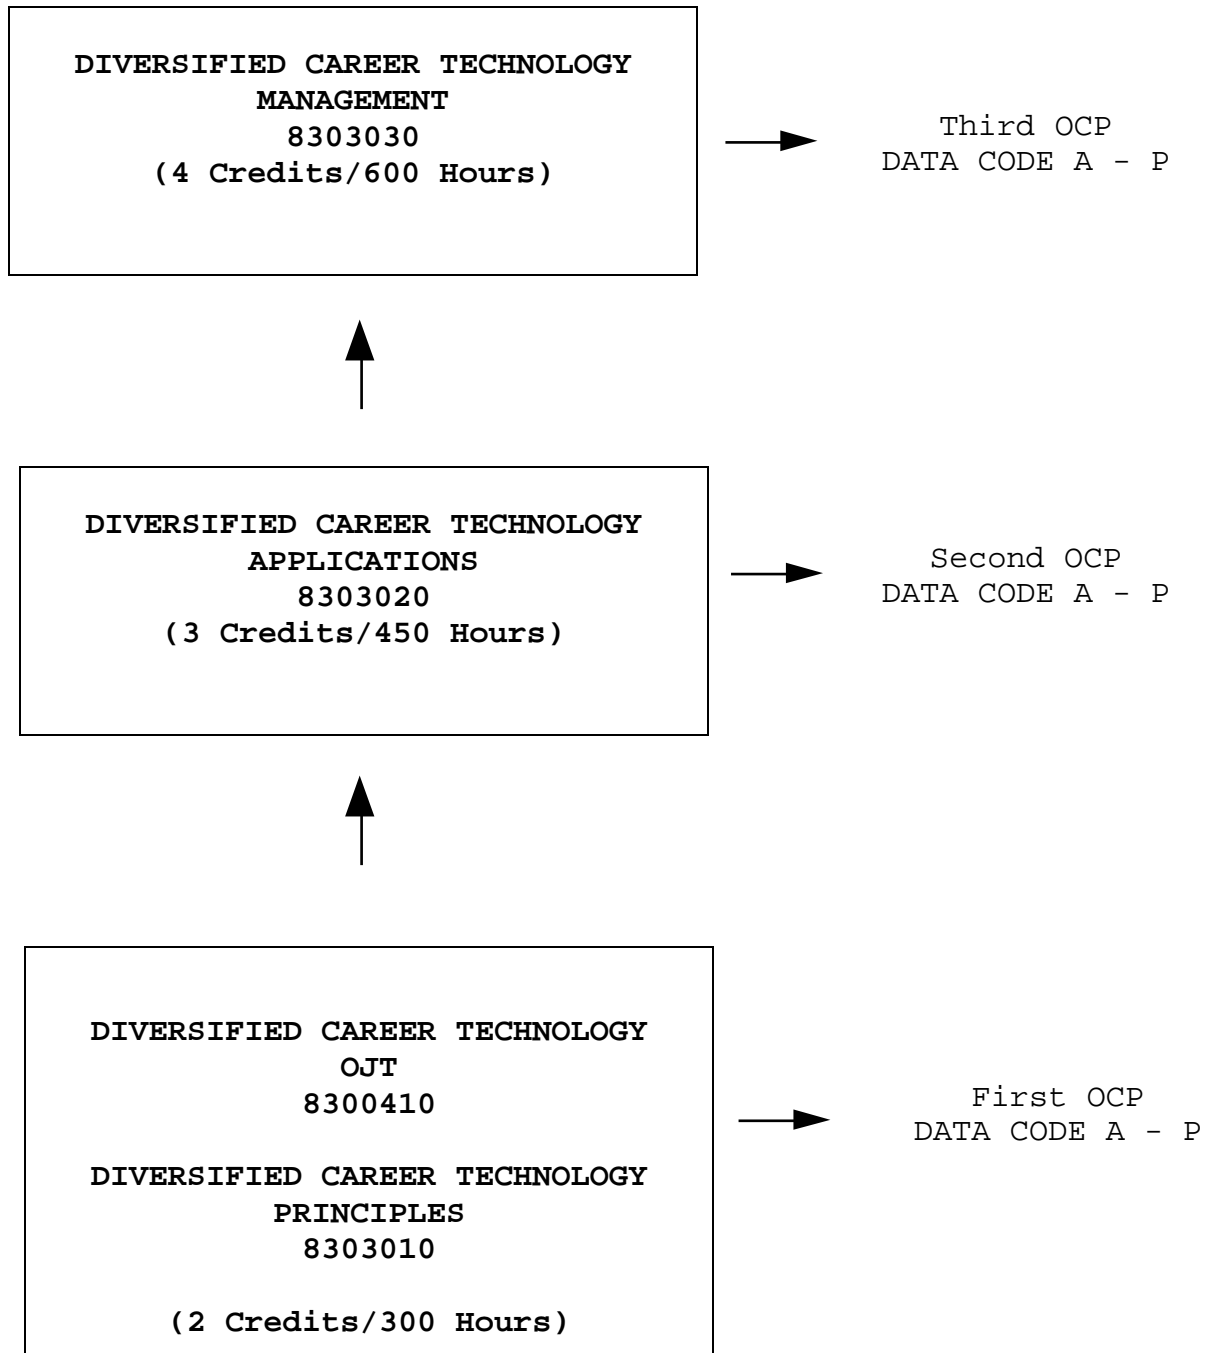 DIVERSIFIED CAREER TECHNOLOGY
MANAGEMENT
8303030
(4 Credits/600 Hours)
Third OCP
DATA CODE A - P
DIVERSIFIED CAREER TECHNOLOGY
APPLICATIONS
8303020
(3 Credits/450 Hours)
Second OCP
DATA CODE A - P
DIVERSIFIED CAREER TECHNOLOGY
OJT
8300410
DIVERSIFIED CAREER TECHNOLOGY
PRINCIPLES
8303010
(2 Credits/300 Hours)
First OCP
DATA CODE A - P